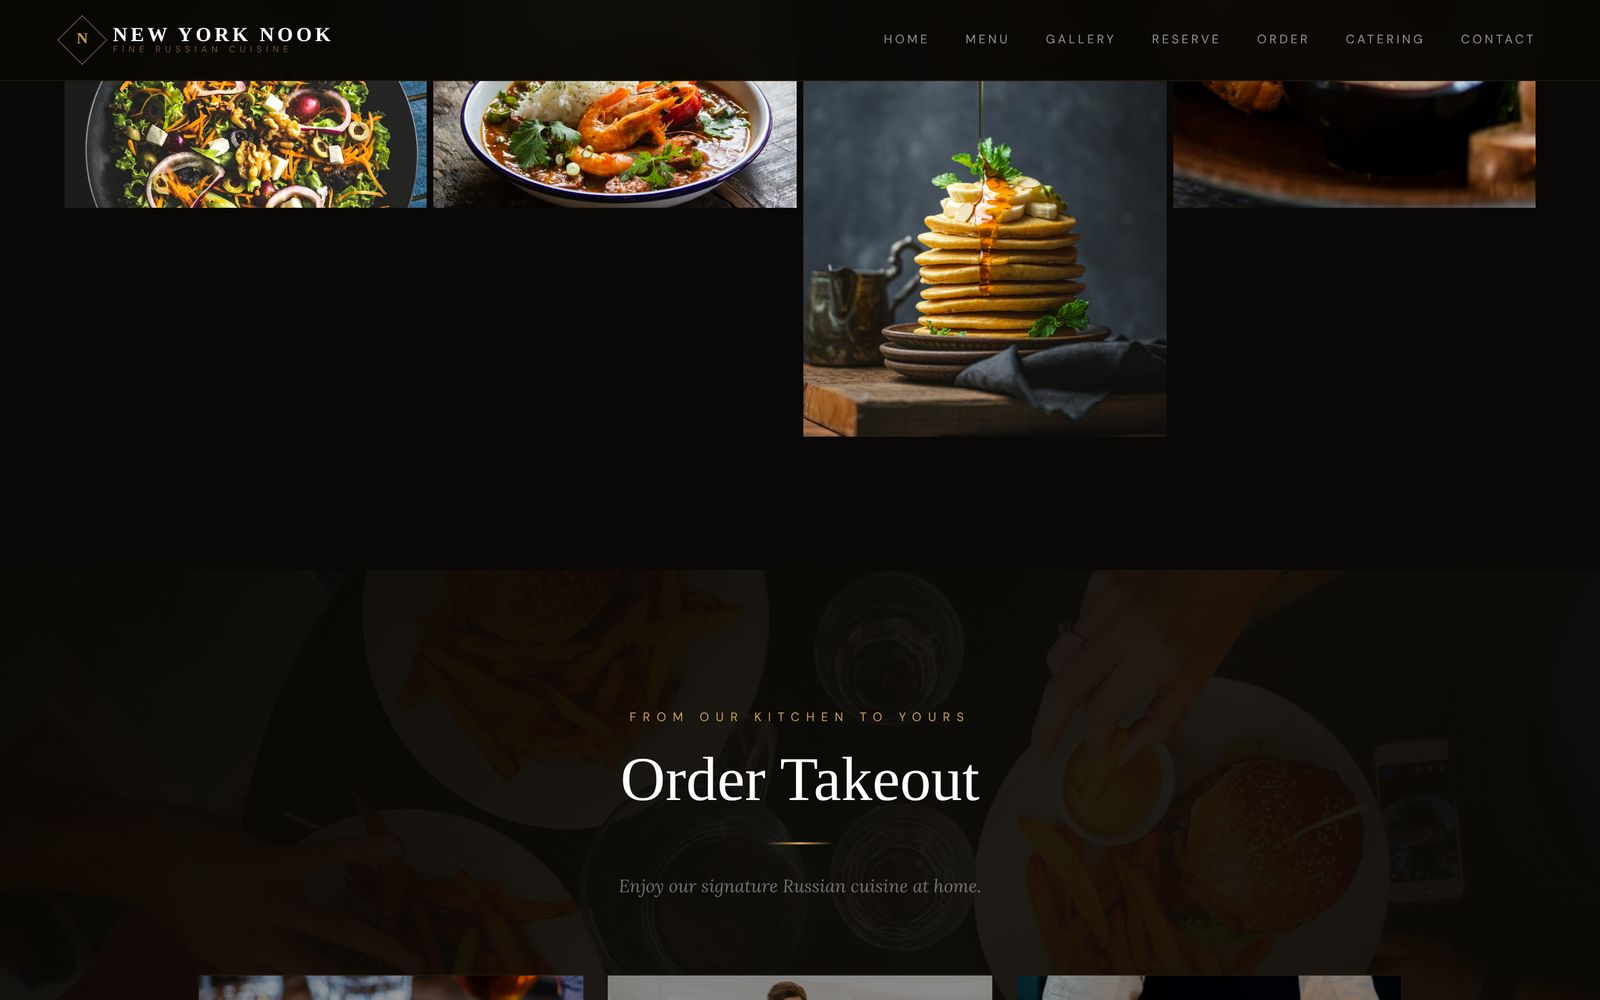 N
NEW YORK NOOK
FINE RUSSIAN CUISINE
HOME MENU GALLERY RESERVE ORDER CATERING CONTACT
FROM OUR KITCHEN TO YOURS
Order Takeout
Enjoy our signature Russian cuisine at home.